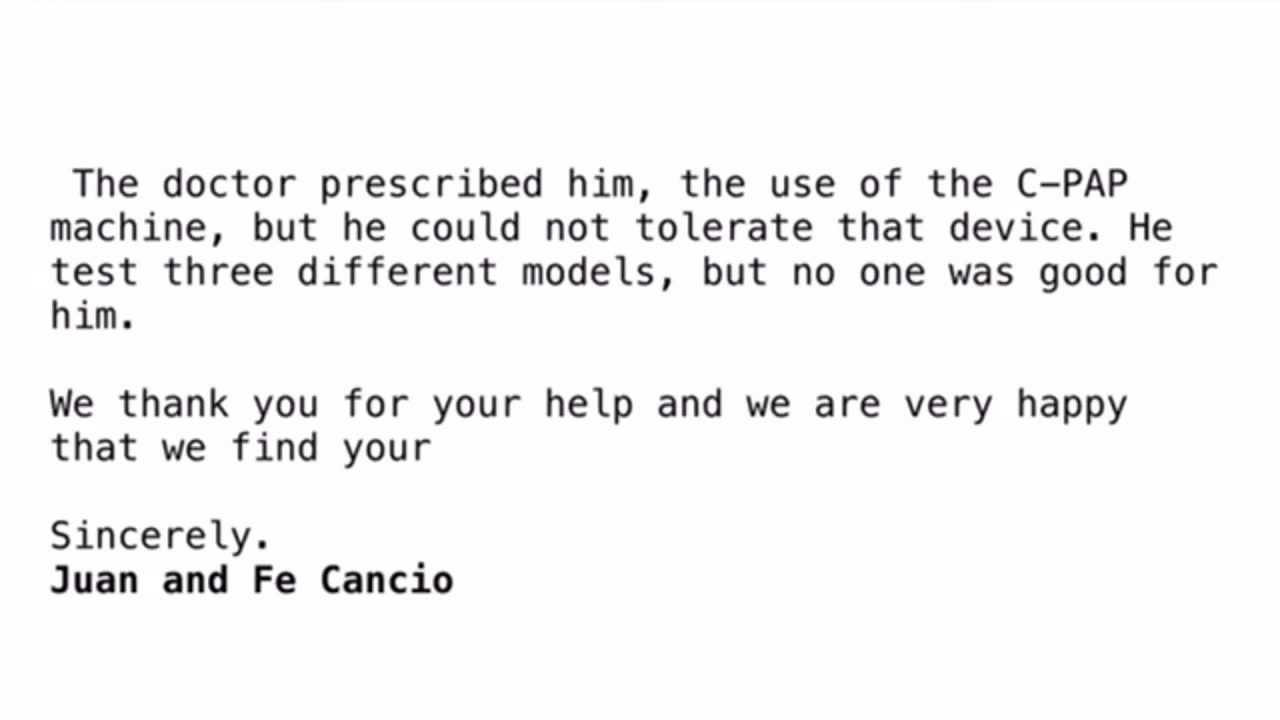 The doctor prescribed him, the use of the C-PAP
machine, but he could not tolerate that device. He
test three different models, but no one was good for
him.
We thank you for your help and we are very happy
that we find your
Sincerely.
Juan and Fe Cancio